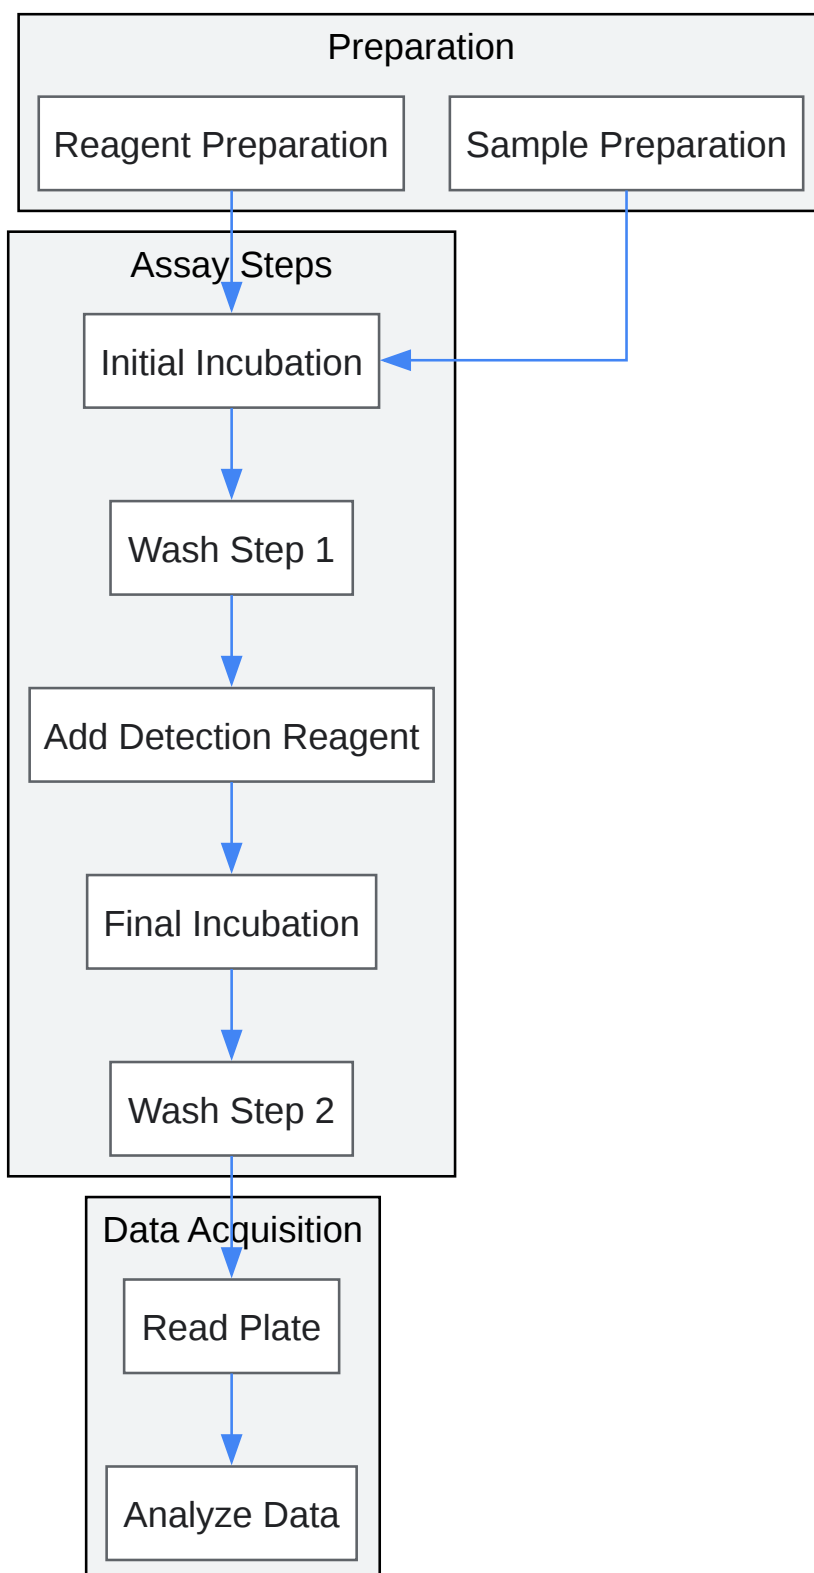 Preparation
Reagent Preparation
Sample Preparation
Assay Steps
Initial Incubation
Wash Step 1
Add Detection Reagent
Final Incubation
Wash Step 2
Data Acquisition
Read Plate
Analyze Data